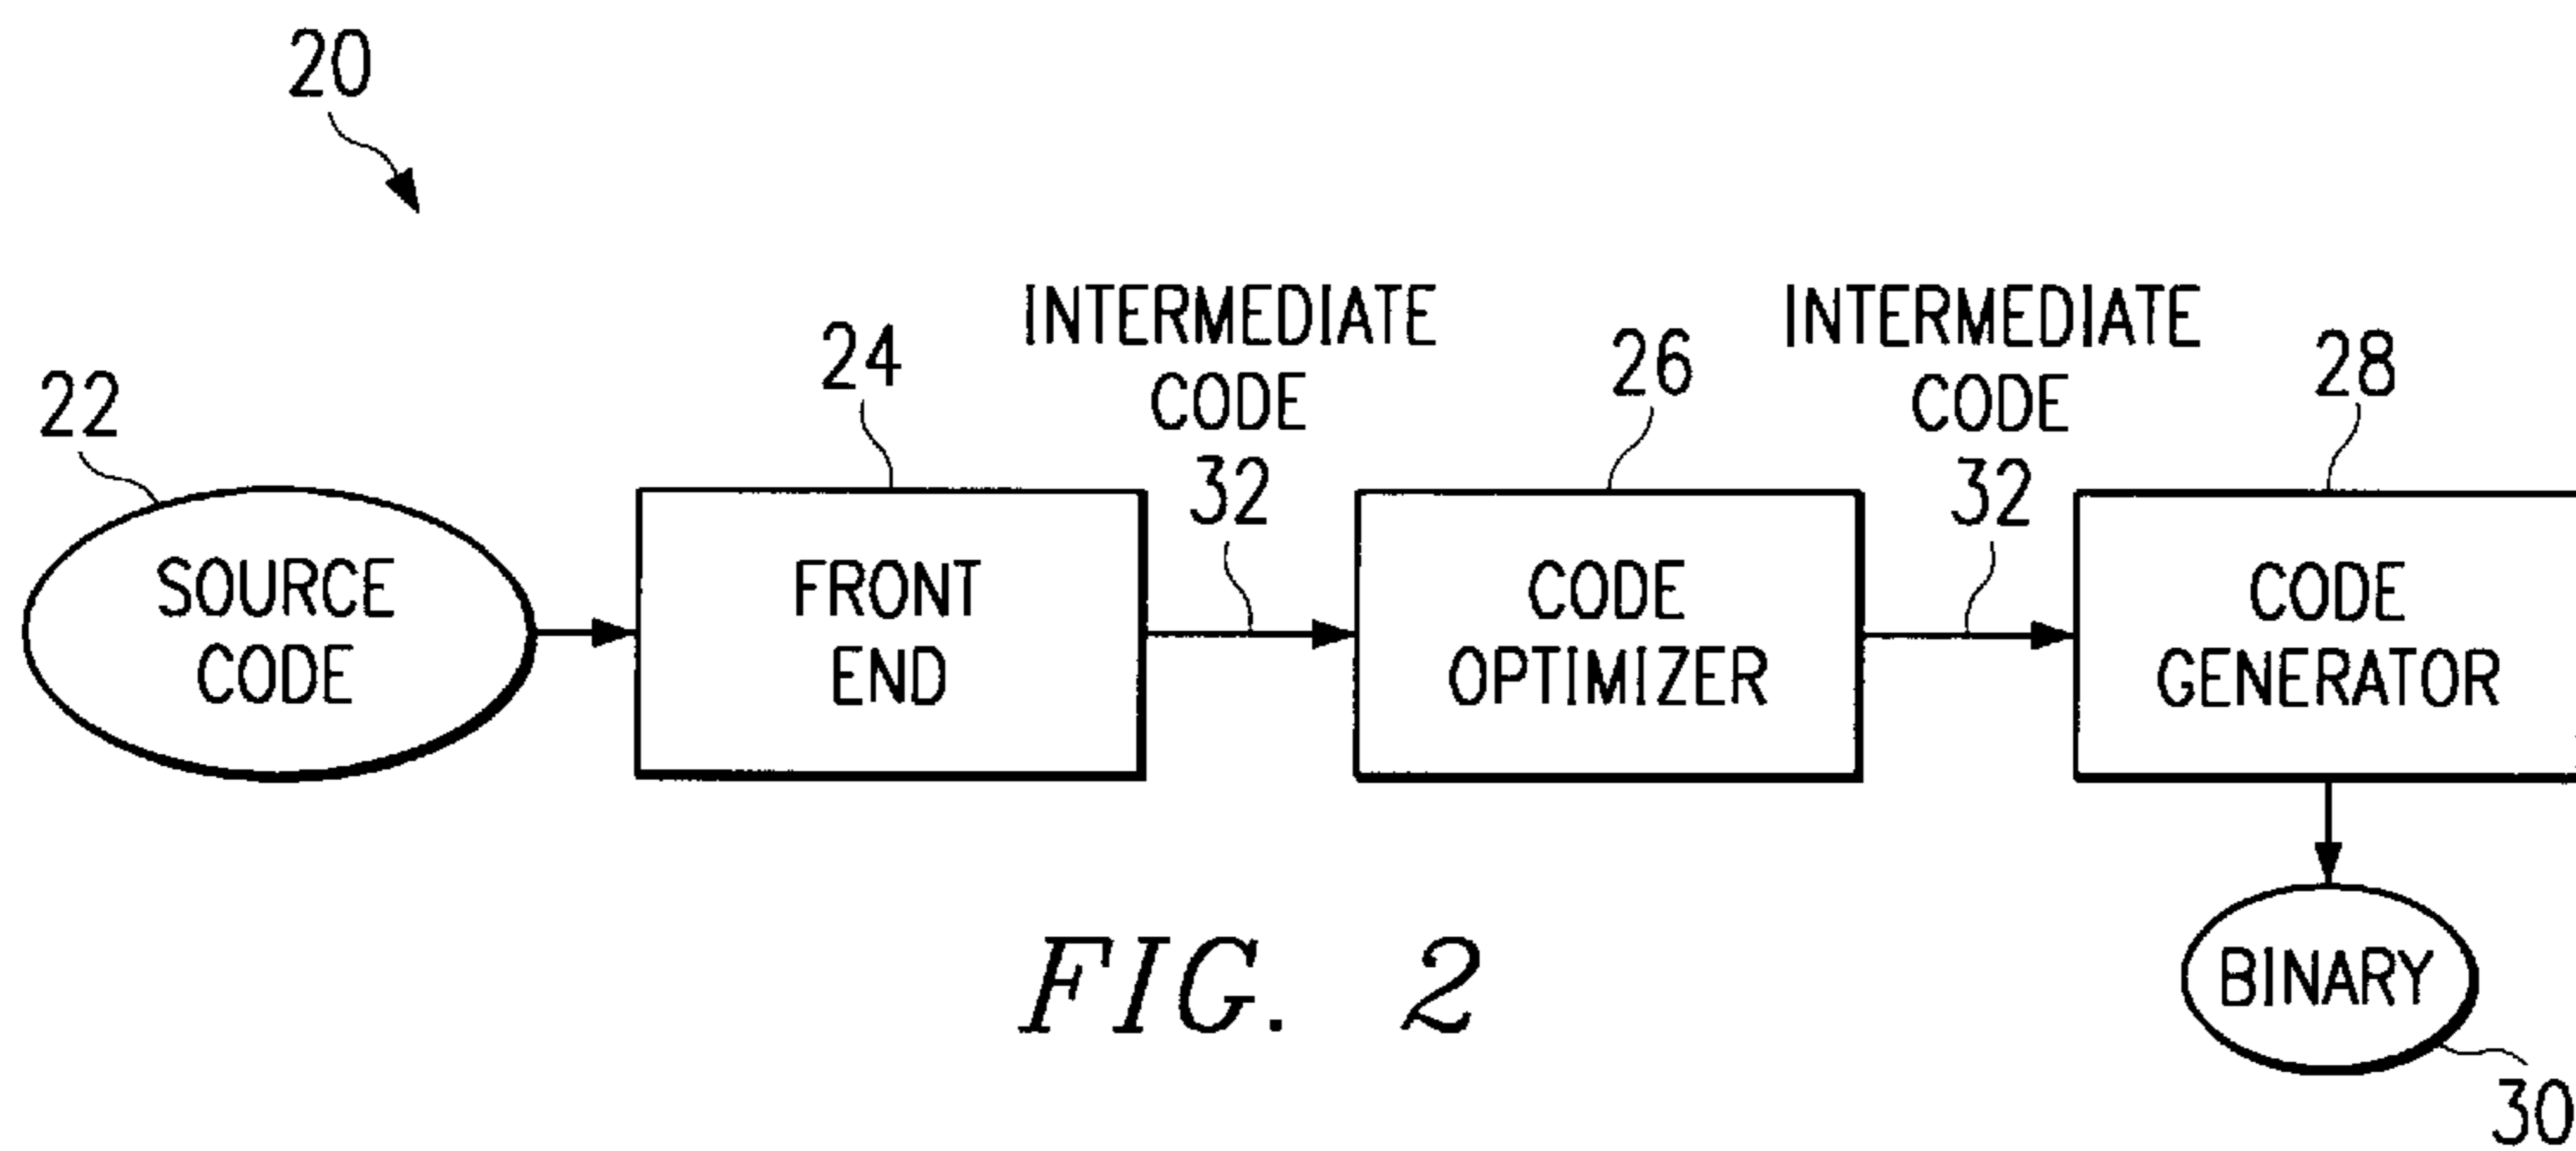 20
INTERMEDIATE
CODE
32
INTERMEDIATE
CODE
32
22
24
26
28
SOURCE
CODE
FRONT
END
CODE
OPTIMIZER
CODE
GENERATOR
BINARY
30
FIG. 2